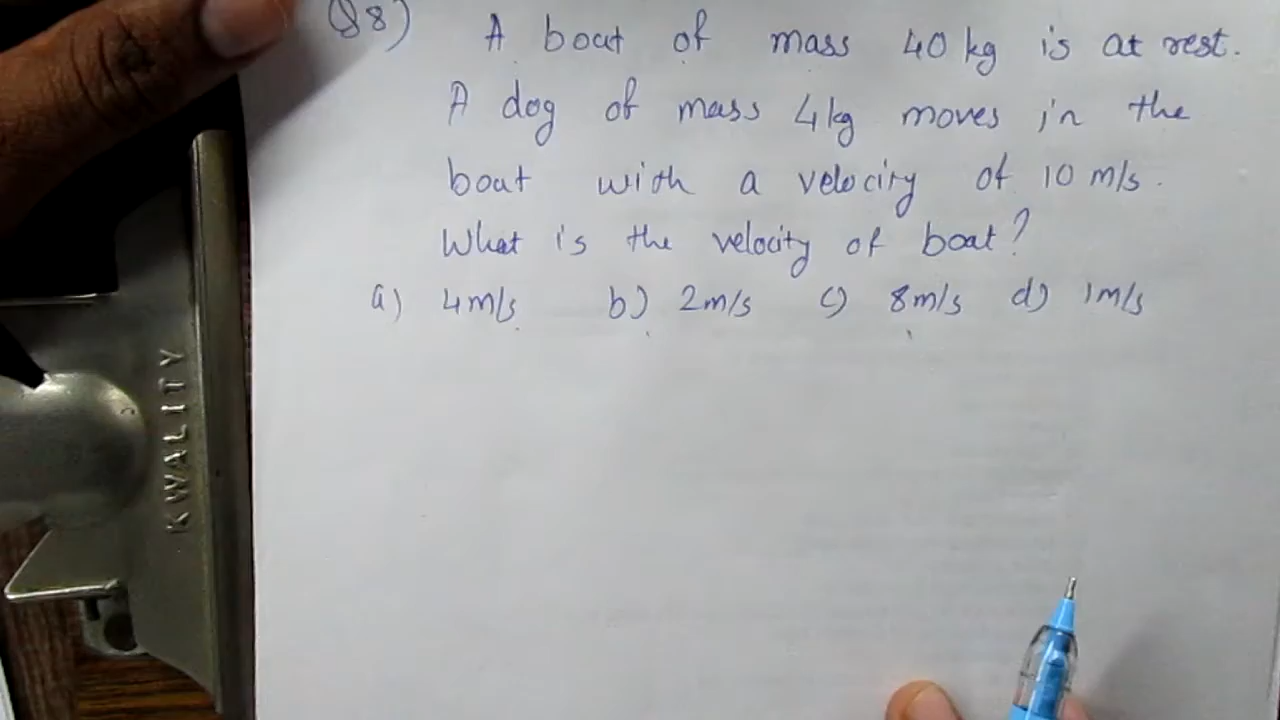 Q8) A boat of mass 40 kg is at rest.
A dog of mass 4 kg moves in the
boat with a velocity of 10 m/s.
What is the velocity of boat?
a) 4 m/s b) 2 m/s c) 8 m/s d) 1 m/s
KWALITY